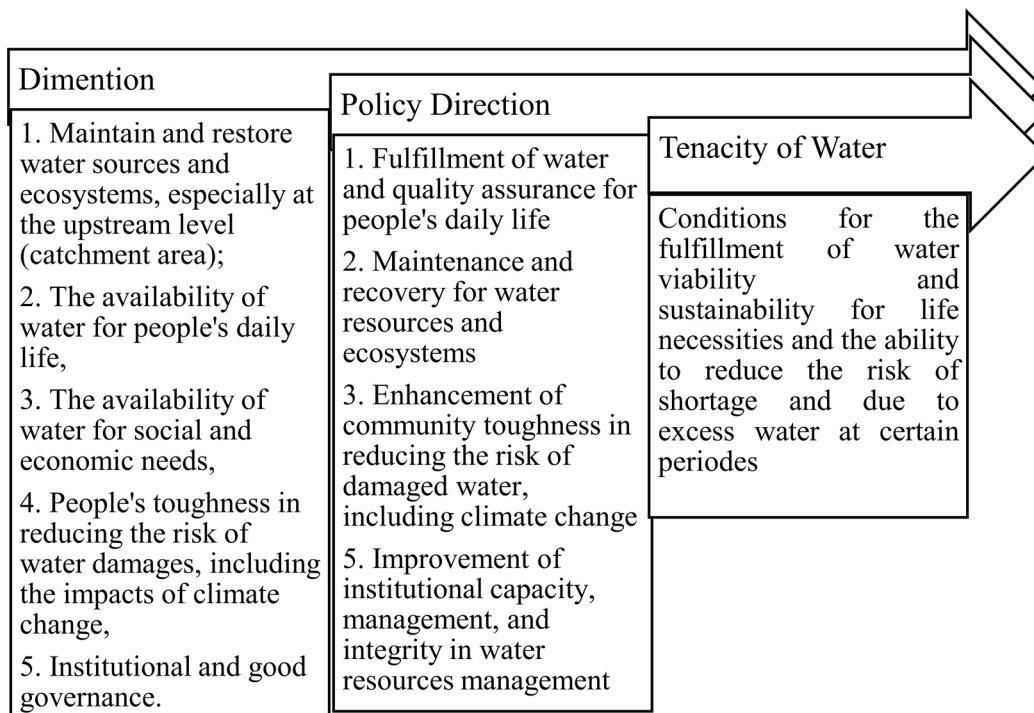 Dimention
1. Maintain and restore
water sources and
ecosystems, especially at
the upstream level
(catchment area);
2. The availability of
water for people's daily
life,
3. The availability of
water for social and
economic needs,
4. People's toughness in
reducing the risk of
water damages, including
the impacts of climate
change,
5. Institutional and good
governance.
Policy Direction
1. Fulfillment of water
and quality assurance for
people's daily life
2. Maintenance and
recovery for water
resources and
ecosystems
3. Enhancement of
community toughness in
reducing the risk of
damaged water,
including climate change
5. Improvement of
institutional capacity,
management, and
integrity in water
resources management
Tenacity of Water
Conditions for the
fulfillment of water
viability and
sustainability for life
necessities and the ability
to reduce the risk of
shortage and due to
excess water at certain
periodes